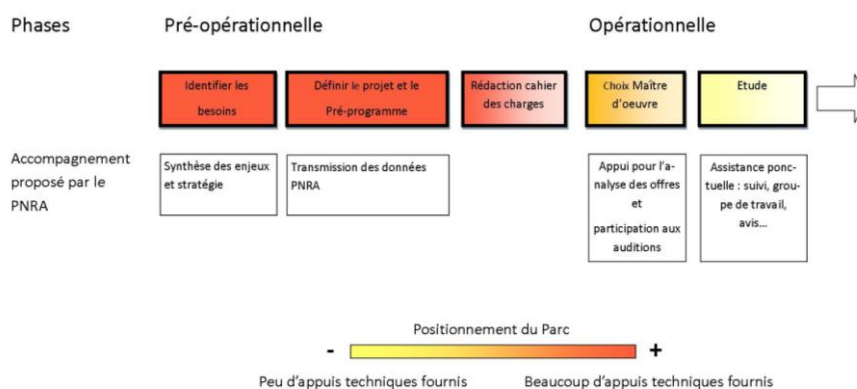 Phases
Pré-opérationnelle
Opérationnelle
Identifier les
besoins
Définir le projet et le
Pré-programme
Rédaction cahier
des charges
Choix Maître
d'oeuvre
Etude
Accompagnement
proposé par le
PNRA
Synthèse des enjeux
et stratégie
Transmission des données
PNRA
Appui pour l'a-
nalyse des offres
et
participation aux
auditions
Assistance ponc-
tuelle : suivi, grou-
pe de travail,
avis...
Positionnement du Parc
- +
Peu d'appuis techniques fournis
Beaucoup d'appuis techniques fournis